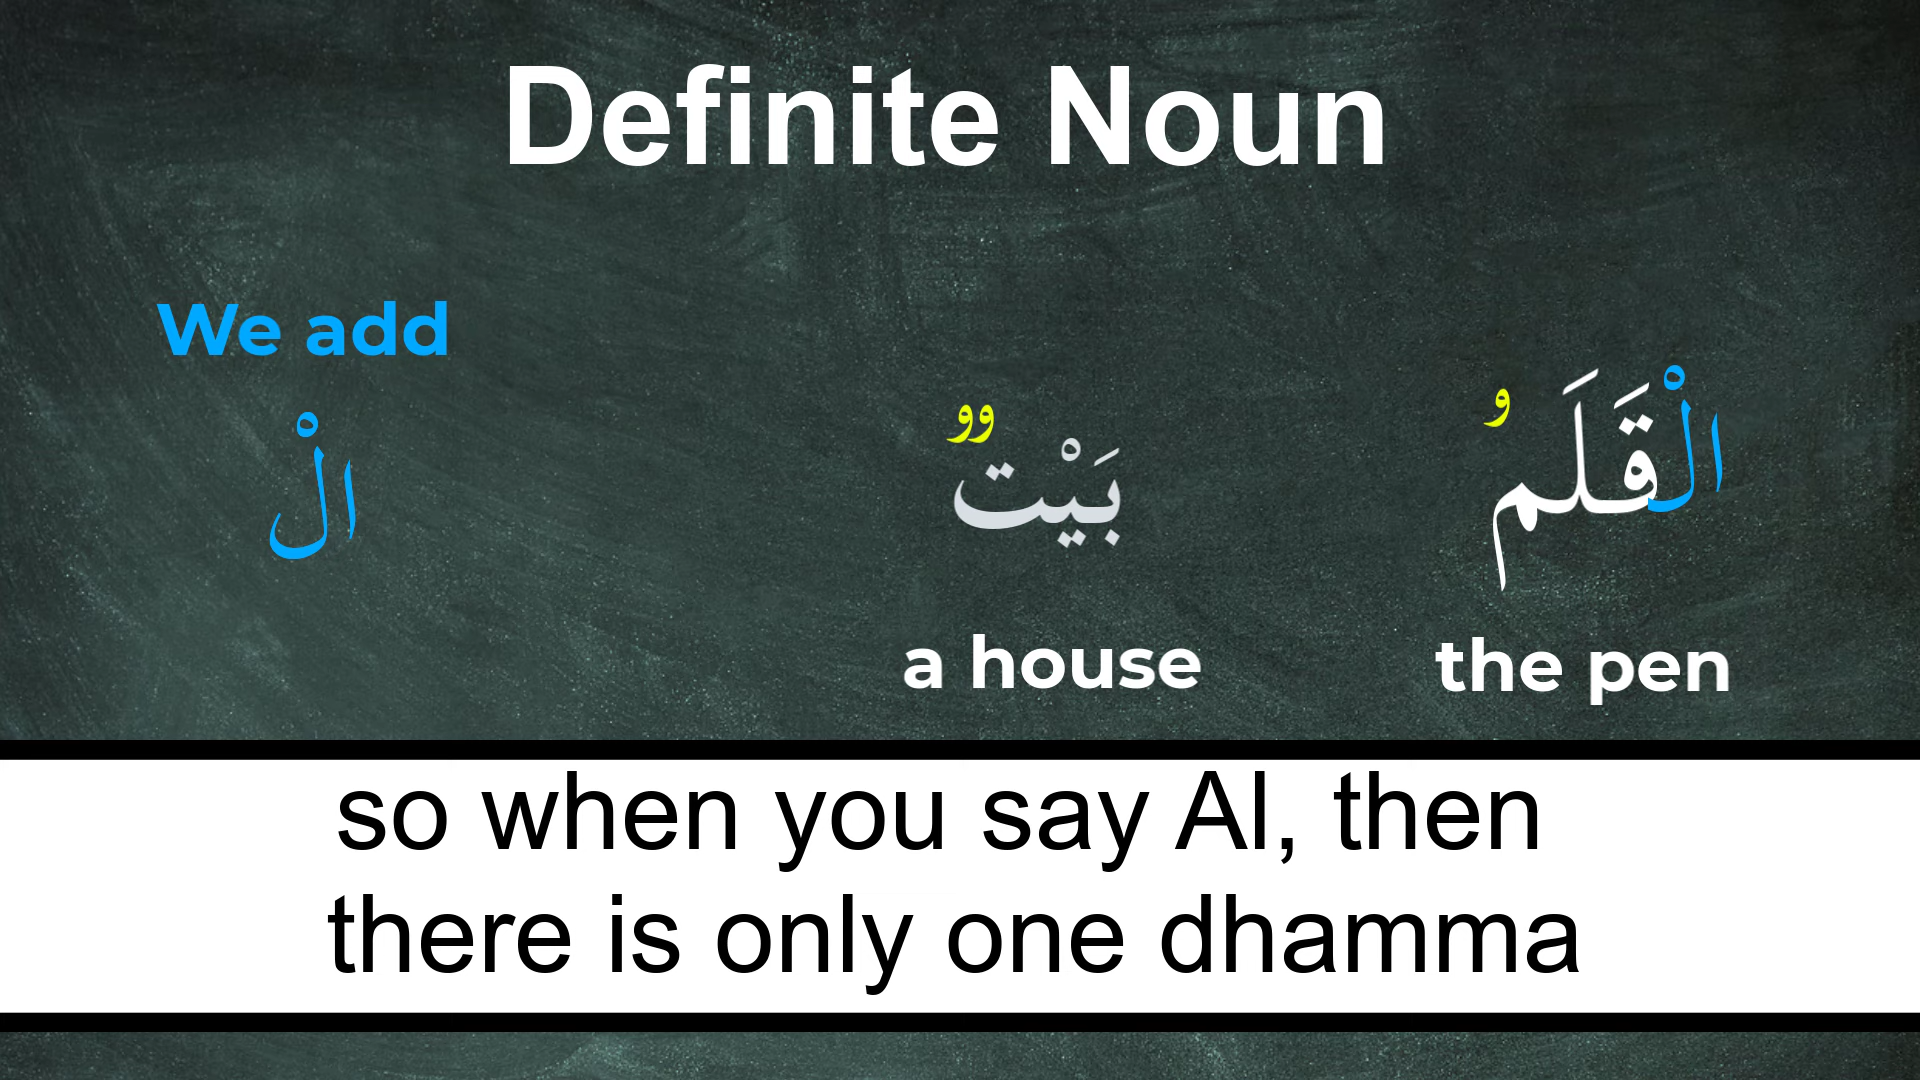 Definite Noun
We add
الْ
بَيْتٌ
a house
الْقَلَمُ
the pen
so when you say Al, then
there is only one dhamma